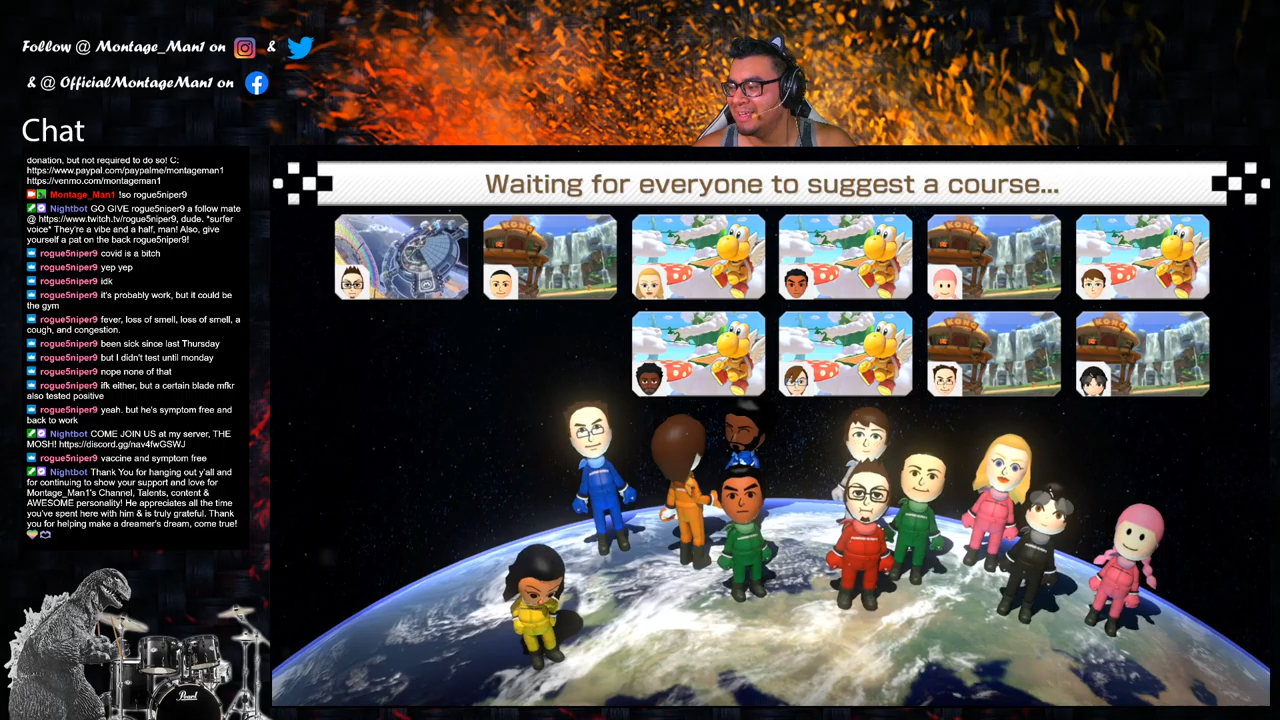 Follow @ Montage_Man1 on &
& @ OfficialMontageMan1 on
Chat
donation, but not required to do so! C:
https://www.paypal.com/paypalme/montageman1
https://venmo.com/montageman1
Montage_Man1 !so rogue5niper9
Nightbot GO GIVE rogue5niper9 a follow mate
@ https://www.twitch.tv/rogue5niper9, dude. *surfer
voice* They're a vibe and a half, man! Also, give
yourself a pat on the back rogue5niper9!
rogue5niper9 covid is a bitch
rogue5niper9 yep yep
rogue5niper9 idk
rogue5niper9 it's probably work, but it could be
the gym
rogue5niper9 fever, loss of smell, loss of smell, a
cough, and congestion.
rogue5niper9 been sick since last Thursday
rogue5niper9 but I didn't test until monday
rogue5niper9 nope none of that
rogue5niper9 ifk either, but a certain blade mfkr
also tested positive
rogue5niper9 yeah. but he's symptom free and
back to work
Nightbot COME JOIN US at my server, THE
MOSH! https://discord.gg/nav4fwGSWJ
rogue5niper9 vaccine and symptom free
Nightbot Thank You for hanging out y'all and
for continuing to show your support and love for
Montage_Man1's Channel, Talents, content &
AWESOME personality! He appreciates all the time
you've spent here with him & is truly grateful. Thank
you for helping make a dreamer's dream, come true!
Pearl
Waiting for everyone to suggest a course...
KONG
KONG
KONG
KONG